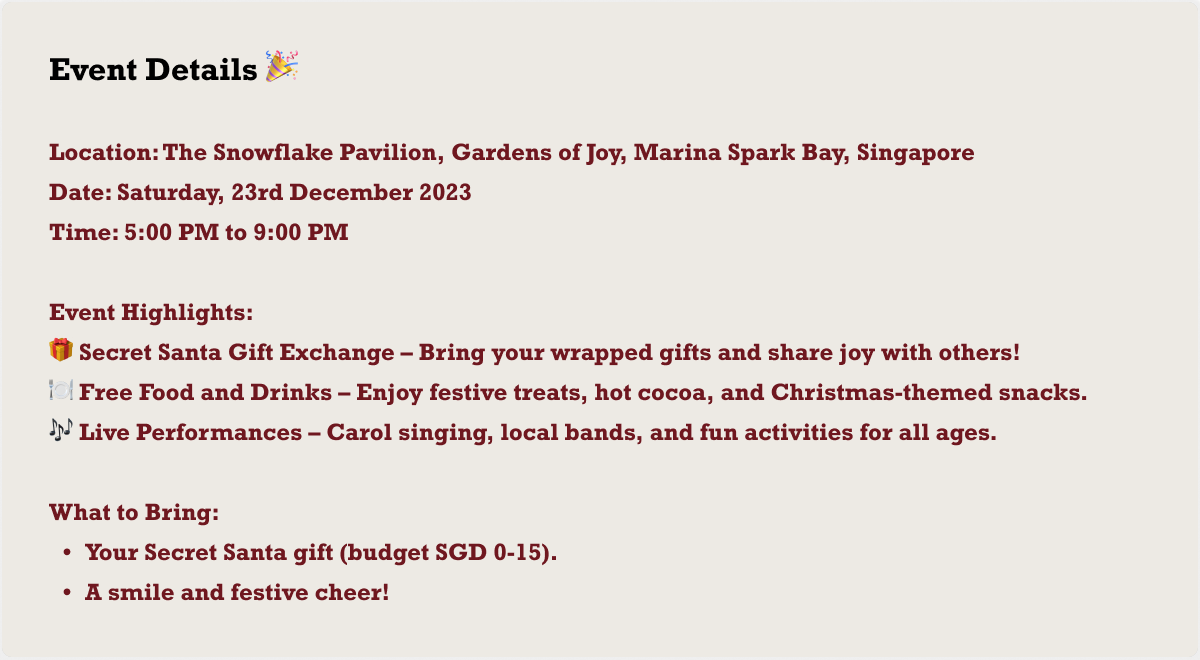 Event Details 🎉
Location: The Snowflake Pavilion, Gardens of Joy, Marina Spark Bay, Singapore
Date: Saturday, 23rd December 2023
Time: 5:00 PM to 9:00 PM
Event Highlights:
🎁 Secret Santa Gift Exchange – Bring your wrapped gifts and share joy with others!
🍽️ Free Food and Drinks – Enjoy festive treats, hot cocoa, and Christmas-themed snacks.
🎶 Live Performances – Carol singing, local bands, and fun activities for all ages.
What to Bring:
• Your Secret Santa gift (budget SGD 0-15).
• A smile and festive cheer!